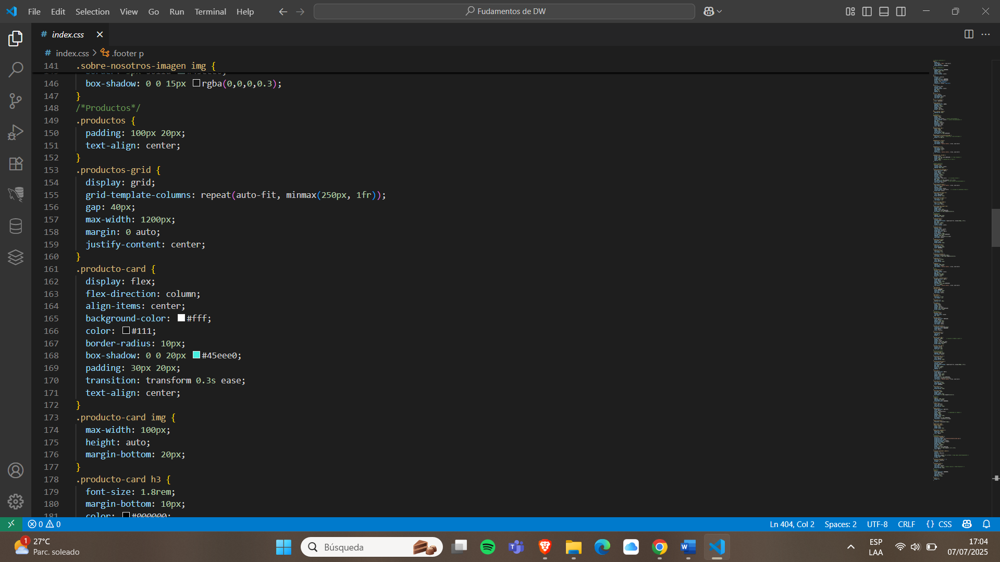 File Edit Selection View Go Run Terminal Help
Fudamentos de DW
# index.css
# index.css > .footer p
141 .sobre-nosotros-imagen img {
146 box-shadow: 0 0 15px rgba(0,0,0,0.3);
147 }
148 /*Productos*/
149 .productos {
150 padding: 100px 20px;
151 text-align: center;
152 }
153 .productos-grid {
154 display: grid;
155 grid-template-columns: repeat(auto-fit, minmax(250px, 1fr));
156 gap: 40px;
157 max-width: 1200px;
158 margin: 0 auto;
159 justify-content: center;
160 }
161 .producto-card {
162 display: flex;
163 flex-direction: column;
164 align-items: center;
165 background-color: #fff;
166 color: #111;
167 border-radius: 10px;
168 box-shadow: 0 0 20px #45eee0;
169 padding: 30px 20px;
170 transition: transform 0.3s ease;
171 text-align: center;
172 }
173 .producto-card img {
174 max-width: 100px;
175 height: auto;
176 margin-bottom: 20px;
177 }
178 .producto-card h3 {
179 font-size: 1.8rem;
180 margin-bottom: 10px;
181 color: #000000;
0 0 Ln 404, Col 2 Spaces: 2 UTF-8 CRLF {} CSS
1 27°C
Parc. soleado
Búsqueda
ESP
LAA
17:04
07/07/2025